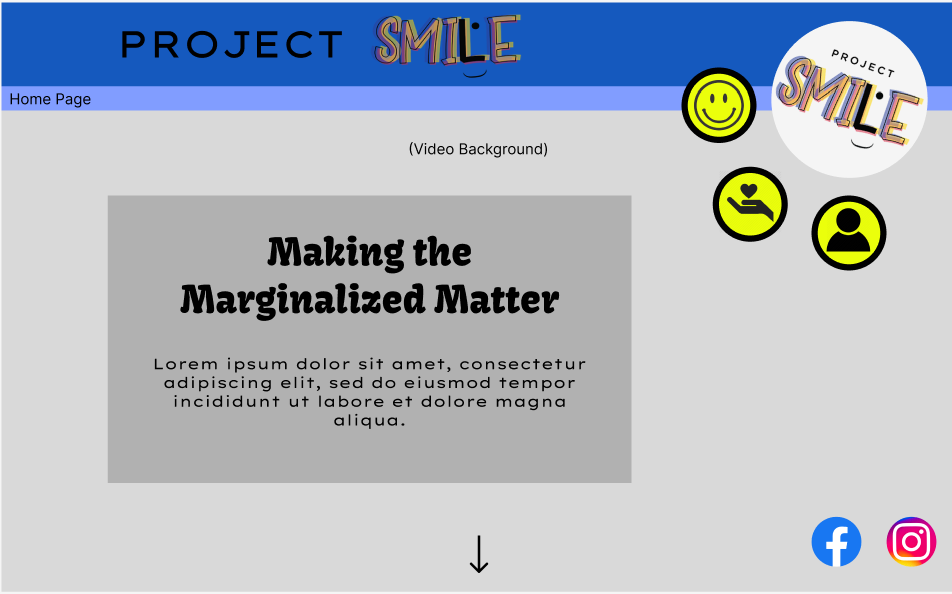 PROJECT SMILE
Home Page
PROJECT
SMILE
(Video Background)
Making the
Marginalized Matter
Lorem ipsum dolor sit amet, consectetur
adipiscing elit, sed do eiusmod tempor
incididunt ut labore et dolore magna
aliqua.